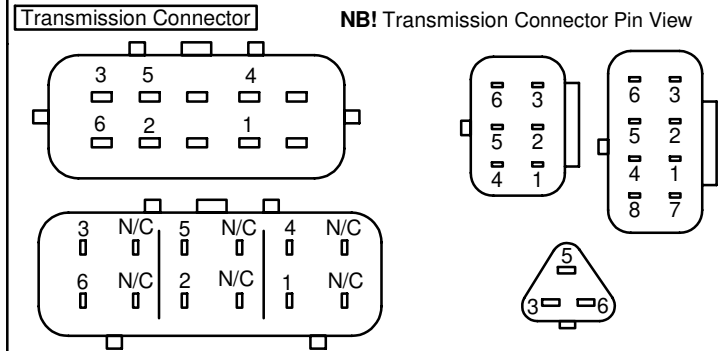 Transmission Connector
NB! Transmission Connector Pin View
3 5 4
6 2 1
3 N/C 5 N/C 4 N/C
6 N/C 2 N/C 1 N/C
6 3
5 2
4 1
6 3
5 2
4 1
8 7
5
3 6